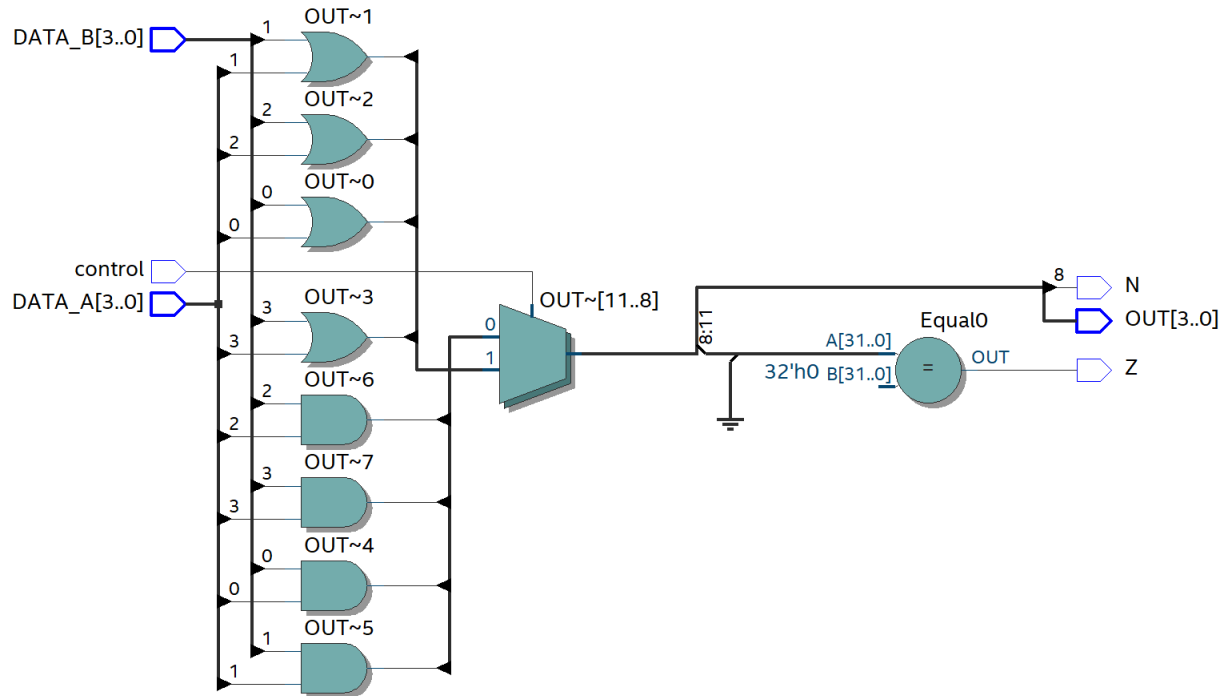 OUT~1
DATA_B[3..0]
1
1
OUT~2
2
2
OUT~0
0
0
control
DATA_A[3..0]
OUT~3
3
3
OUT~[11..8]
0
1
8:11
8
N
OUT[3..0]
Equal0
A[31..0]
32'h0 B[31..0]
=
OUT
Z
OUT~6
2
2
OUT~7
3
3
OUT~4
0
0
OUT~5
1
1